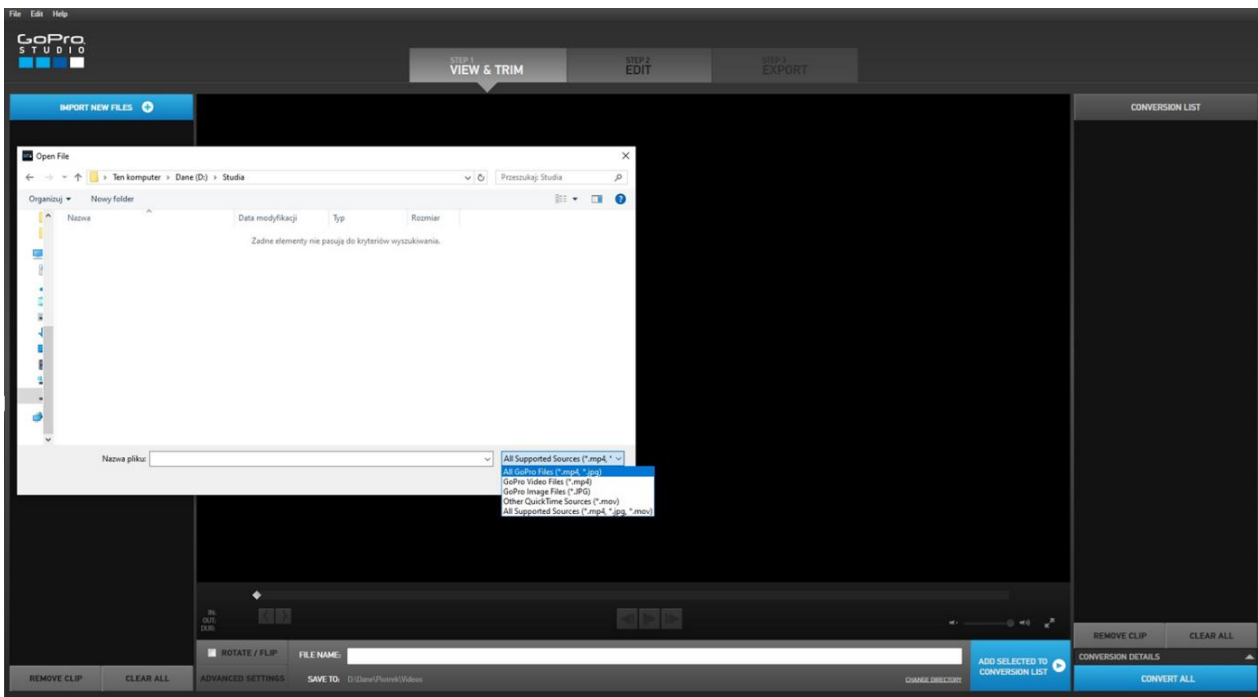 File Edit Help
GoPro.
STUDIO
STEP 1
VIEW & TRIM
STEP 2
EDIT
STEP 3
EXPORT
IMPORT NEW FILES
CONVERSION LIST
Open File
Ten komputer > Dane (D:) > Studia
Przeszukaj: Studia
Organizuj Nowy folder
Nazwa Data modyfikacji Typ Rozmiar
Żadne elementy nie pasują do kryteriów wyszukiwania.
Nazwa pliku: All Supported Sources (*.mp4, *
All GoPro Files (*.mp4, *.jpg)
GoPro Video Files (*.mp4)
GoPro Image Files (*.JPG)
Other QuickTime Sources (*.mov)
All Supported Sources (*.mp4, *.jpg, *.mov)
IN:
OUT:
DUR:
ROTATE / FLIP
FILE NAME:
ADVANCED SETTINGS
SAVE TO: D:\Dane\Piotrek\Videos
CHANGE DIRECTORY
ADD SELECTED TO
CONVERSION LIST
REMOVE CLIP CLEAR ALL
REMOVE CLIP CLEAR ALL
CONVERSION DETAILS
CONVERT ALL